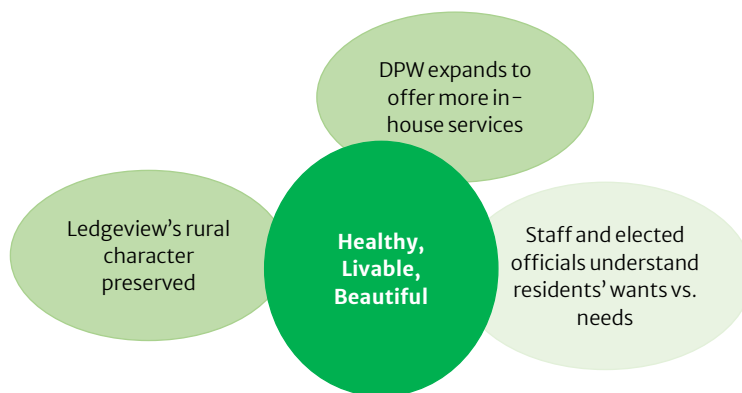 DPW expands to
offer more in-
house services
Ledgeview's rural
character
preserved
Healthy,
Livable,
Beautiful
Staff and elected
officials understand
residents' wants vs.
needs